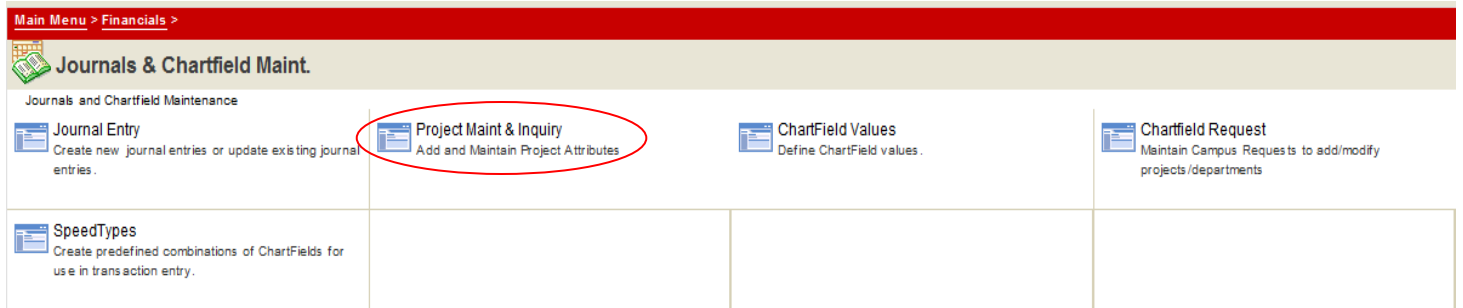 Main Menu > Financials >
Journals & Chartfield Maint.
Journals and Chartfield Maintenance
Journal Entry
Create new journal entries or update existing journal
entries.
Project Maint & Inquiry
Add and Maintain Project Attributes
ChartField Values
Define ChartField values.
Chartfield Request
Maintain Campus Requests to add/modify
projects/departments
SpeedTypes
Create predefined combinations of ChartFields for
use in transaction entry.